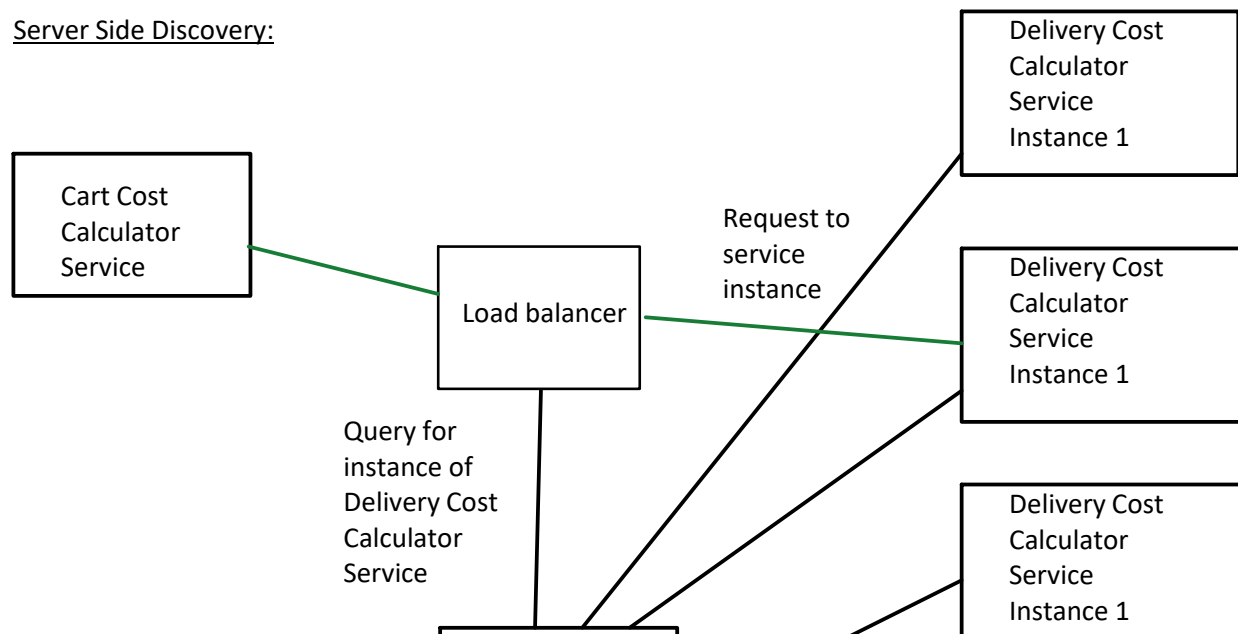 Server Side Discovery:
Delivery Cost
Calculator
Service
Instance 1
Cart Cost
Calculator
Service
Request to
service
instance
Load balancer
Delivery Cost
Calculator
Service
Instance 1
Query for
instance of
Delivery Cost
Calculator
Service
Delivery Cost
Calculator
Service
Instance 1